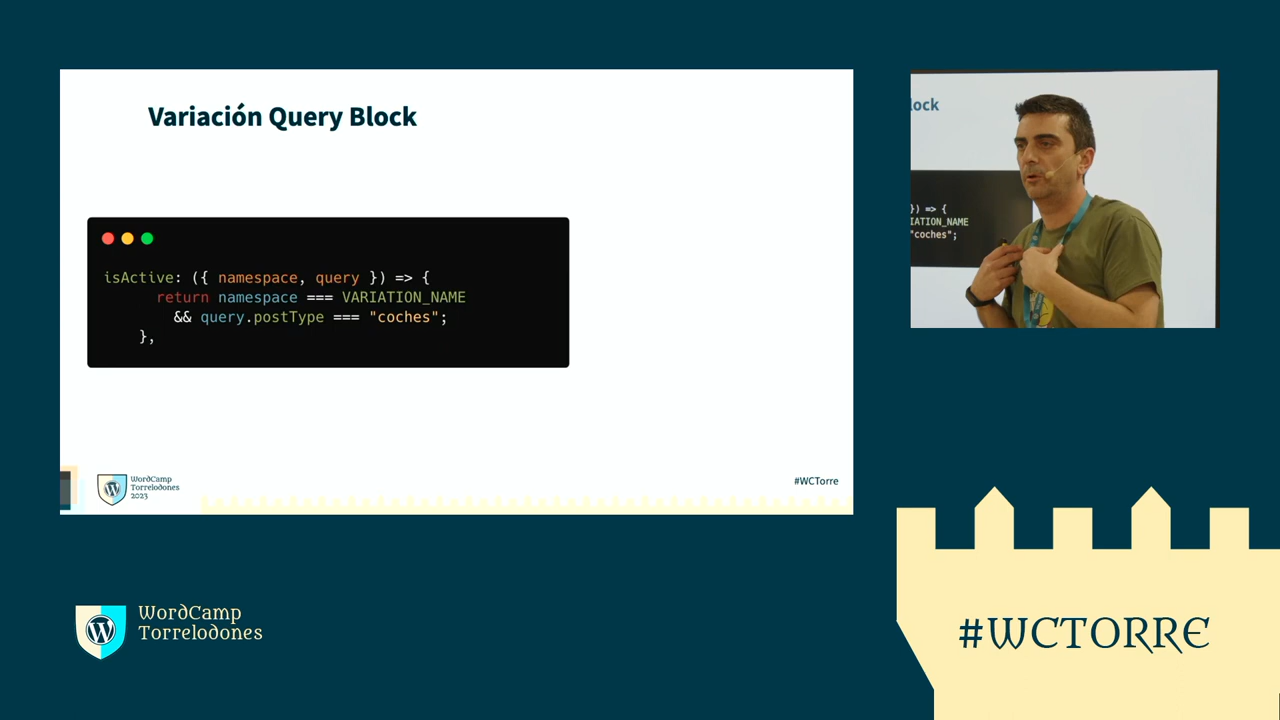 Variación Query Block
isActive: ({ namespace, query }) => {
return namespace === VARIATION_NAME
&& query.postType === "coches";
},
WordCamp
Torrelodones
2023
#WCTorre
lock
}) => {
IATION_NAME
"coches";
WordCamp
Torrelodones
#WCTORRE